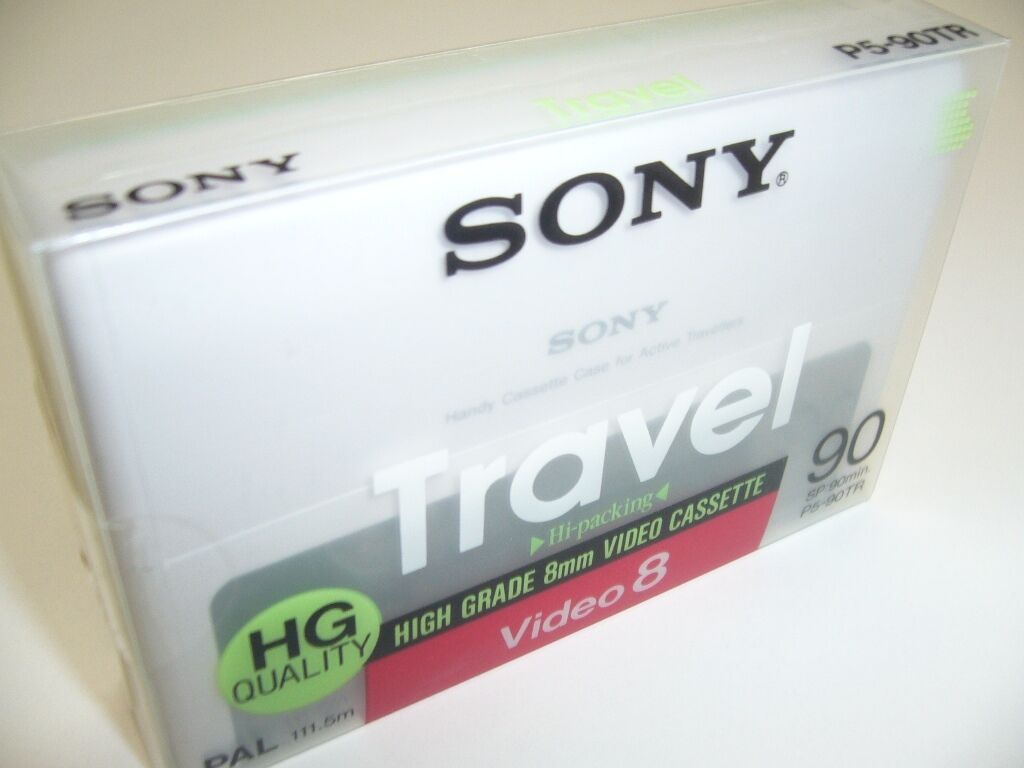 SONY
Travel
P5-90TR
SONY®
SONY
Handy Cassette Case for Active Travellers
Travel
▶Hi-packing◀
90
SP:90min.
P5-90TR
HIGH GRADE 8mm VIDEO CASSETTE
Video 8
HG
QUALITY
PAL 111.5m